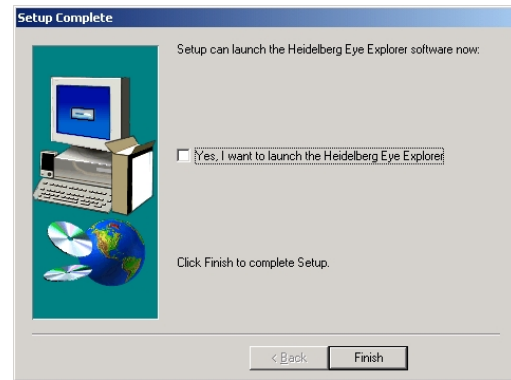 Setup Complete
Setup can launch the Heidelberg Eye Explorer software now:
Yes, I want to launch the Heidelberg Eye Explorer
Click Finish to complete Setup.
< Back
Finish